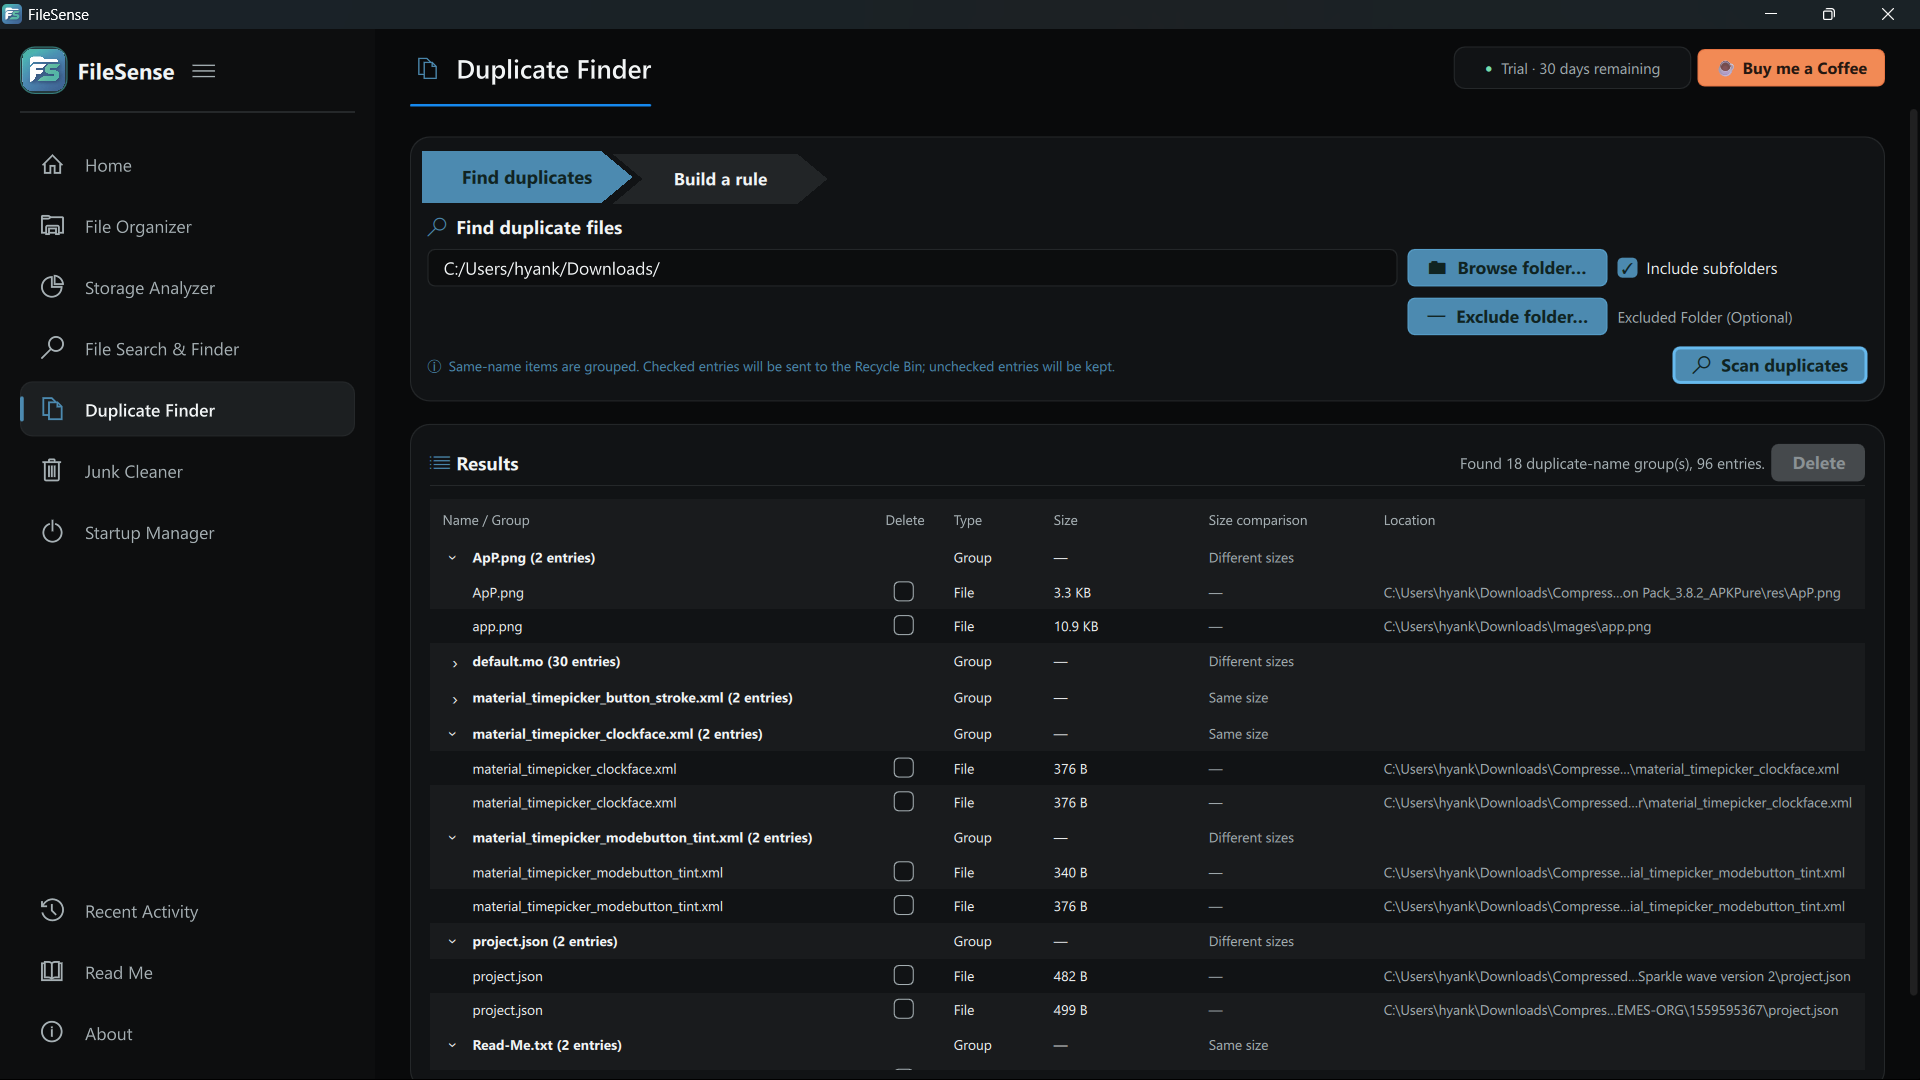 FileSense
FileSense
Home
File Organizer
Storage Analyzer
File Search & Finder
Duplicate Finder
Junk Cleaner
Startup Manager
Recent Activity
Read Me
About
Duplicate Finder
• Trial · 30 days remaining
Buy me a Coffee
Find duplicates
Build a rule
Find duplicate files
C:/Users/hyank/Downloads/
Browse folder...
Include subfolders
Exclude folder...
Excluded Folder (Optional)
Same-name items are grouped. Checked entries will be sent to the Recycle Bin; unchecked entries will be kept.
Scan duplicates
Results
Found 18 duplicate-name group(s), 96 entries.
Delete
Name / Group Delete Type Size Size comparison Location
ApP.png (2 entries) Group — Different sizes
ApP.png File 3.3 KB — C:\Users\hyank\Downloads\Compress...on Pack_3.8.2_APKPure\res\ApP.png
app.png File 10.9 KB — C:\Users\hyank\Downloads\Images\app.png
default.mo (30 entries) Group — Different sizes
material_timepicker_button_stroke.xml (2 entries) Group — Same size
material_timepicker_clockface.xml (2 entries) Group — Same size
material_timepicker_clockface.xml File 376 B — C:\Users\hyank\Downloads\Compresse...\material_timepicker_clockface.xml
material_timepicker_clockface.xml File 376 B — C:\Users\hyank\Downloads\Compressed...r\material_timepicker_clockface.xml
material_timepicker_modebutton_tint.xml (2 entries) Group — Different sizes
material_timepicker_modebutton_tint.xml File 340 B — C:\Users\hyank\Downloads\Compresse...ial_timepicker_modebutton_tint.xml
material_timepicker_modebutton_tint.xml File 376 B — C:\Users\hyank\Downloads\Compresse...ial_timepicker_modebutton_tint.xml
project.json (2 entries) Group — Different sizes
project.json File 482 B — C:\Users\hyank\Downloads\Compressed...Sparkle wave version 2\project.json
project.json File 499 B — C:\Users\hyank\Downloads\Compres...EMES-ORG\1559595367\project.json
Read-Me.txt (2 entries) Group — Same size